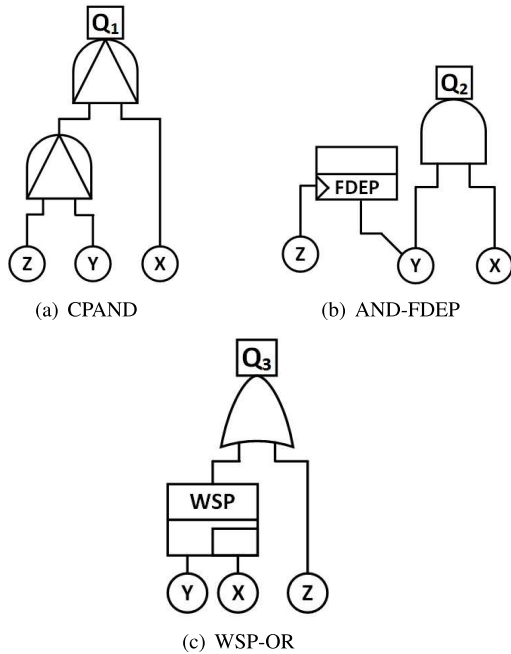 Q1
Z Y X
(a) CPAND
Q2
FDEP
Z Y X
(b) AND-FDEP
Q3
WSP
Y X Z
(c) WSP-OR